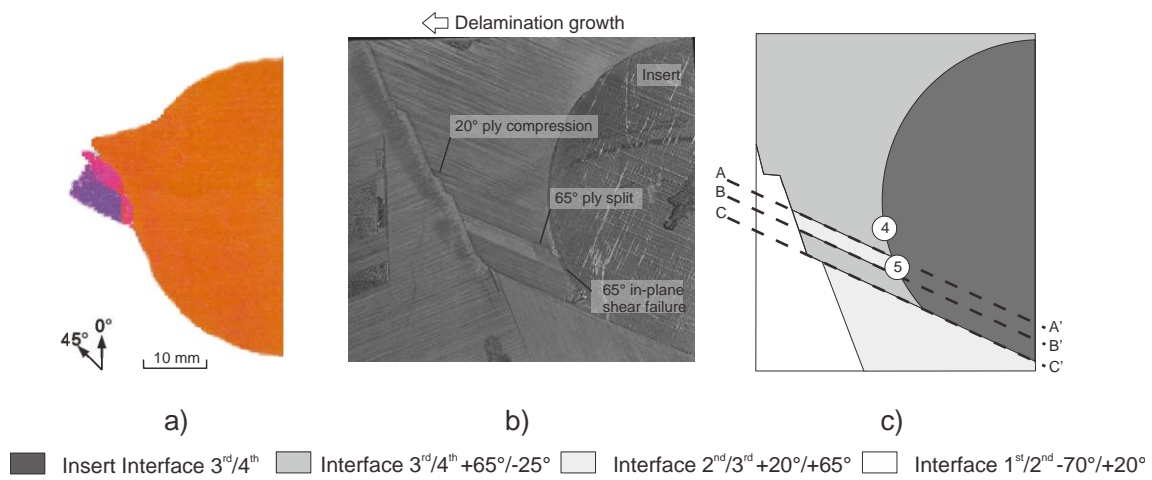 Delamination growth
Insert
20° ply compression
65° ply split
65° in-plane
shear failure
45°
0°
10 mm
A
B
C
4
5
A’
B’
C’
a)
b)
c)
Insert Interface 3rd/4th
Interface 3rd/4th +65°/-25°
Interface 2nd/3rd +20°/+65°
Interface 1st/2nd -70°/+20°